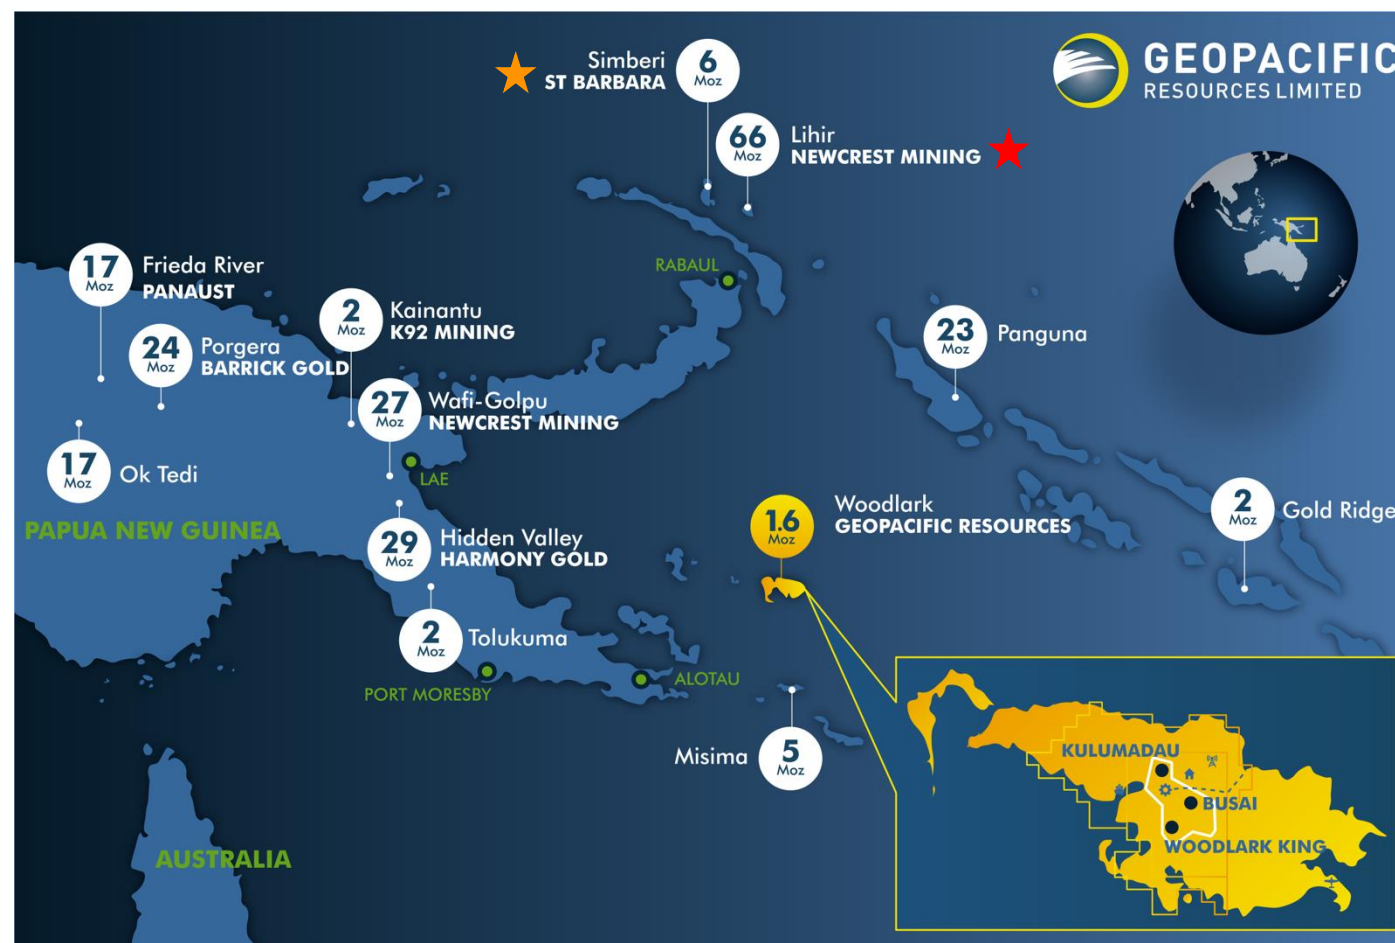 GEOPACIFIC
RESOURCES LIMITED
Simberi
ST BARBARA
6
Moz
66
Moz
Lihir
NEWCREST MINING
17
Moz
Frieda River
PANAUST
RABAUL
2
Moz
Kainantu
K92 MINING
24
Moz
Porgera
BARRICK GOLD
23
Moz
Panguna
27
Moz
Wafi-Golpu
NEWCREST MINING
17
Moz
Ok Tedi
LAE
PAPUA NEW GUINEA
1.6
Moz
Woodlark
GEOPACIFIC RESOURCES
2
Moz
Gold Ridge
29
Moz
Hidden Valley
HARMONY GOLD
2
Moz
Tolukuma
PORT MORESBY
ALOTAU
Misima
5
Moz
KULUMADAU
BUSAI
WOODLARK KING
AUSTRALIA